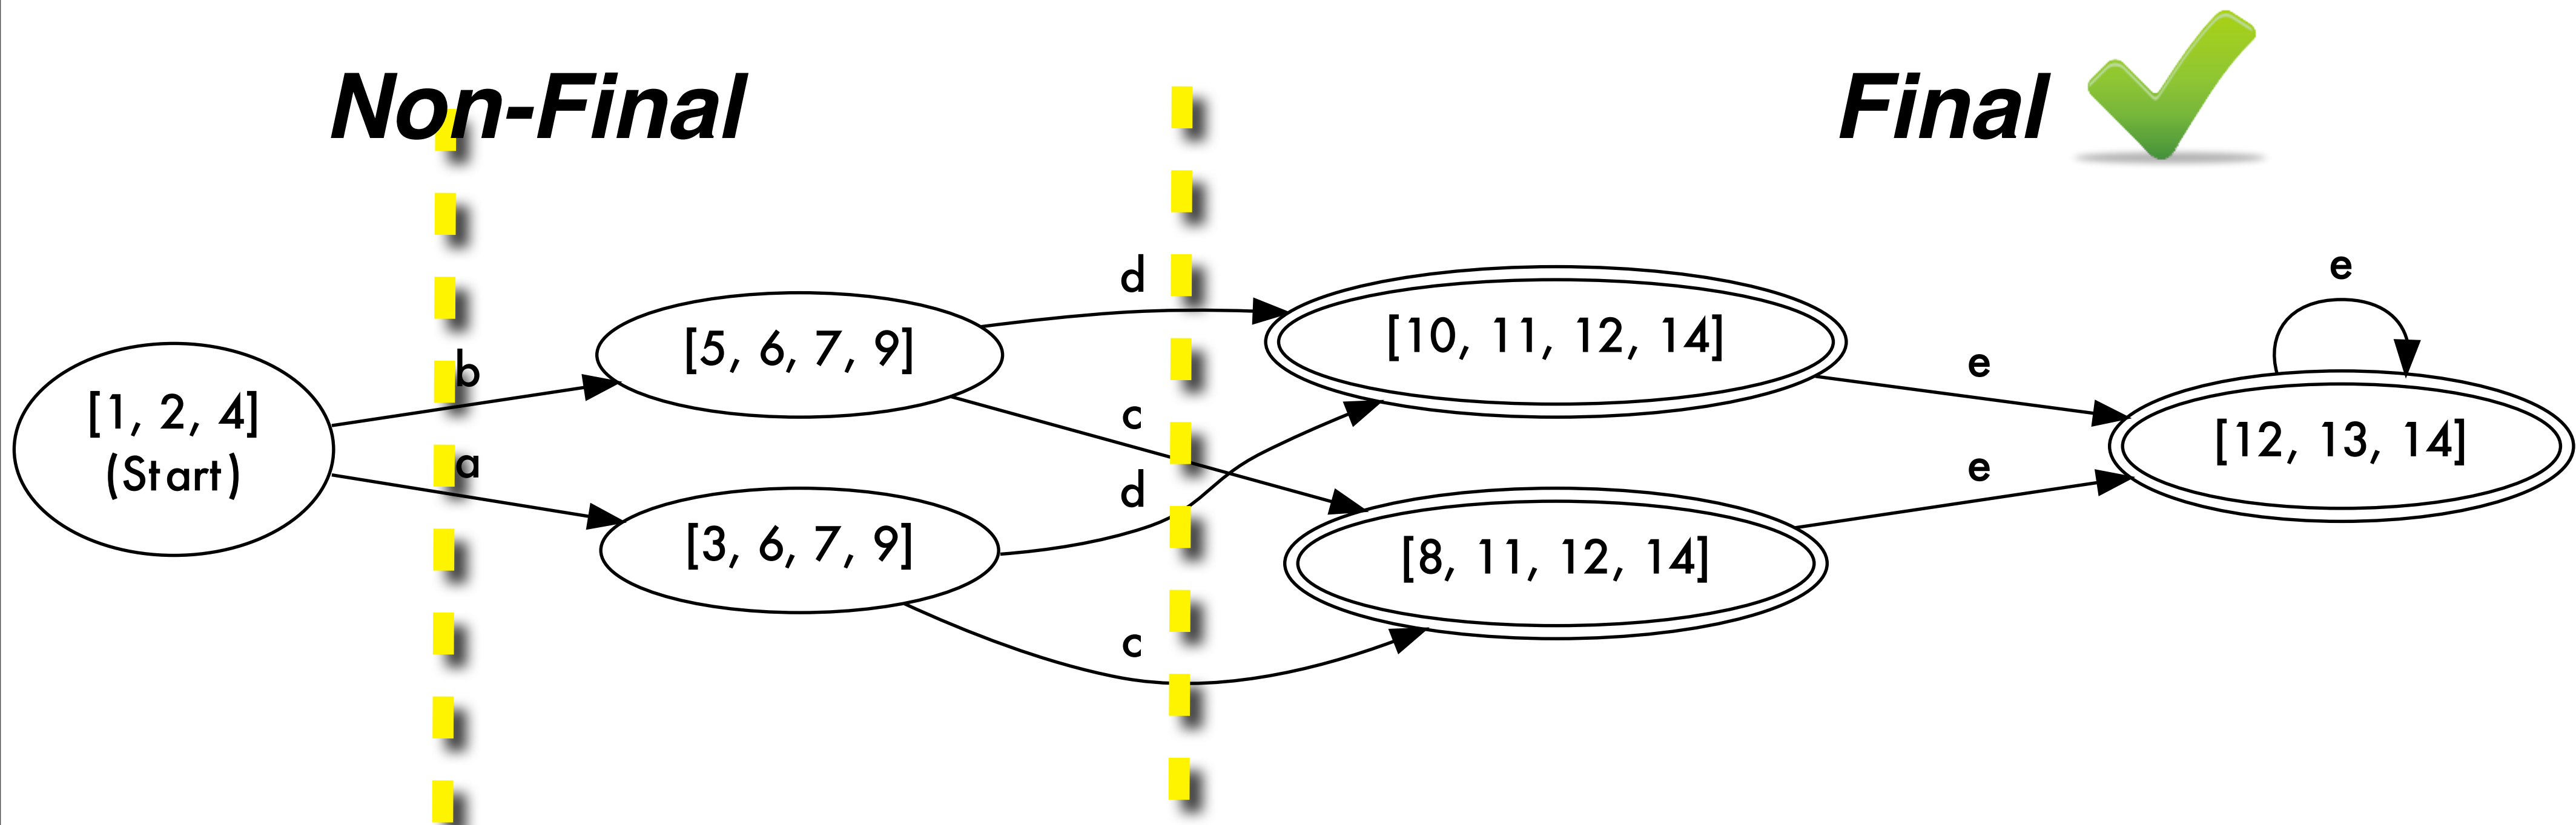 Non-Final
Final
e
d
[5, 6, 7, 9]
[10, 11, 12, 14]
e
b
[1, 2, 4]
(Start)
c
[12, 13, 14]
a
d
e
[3, 6, 7, 9]
[8, 11, 12, 14]
c